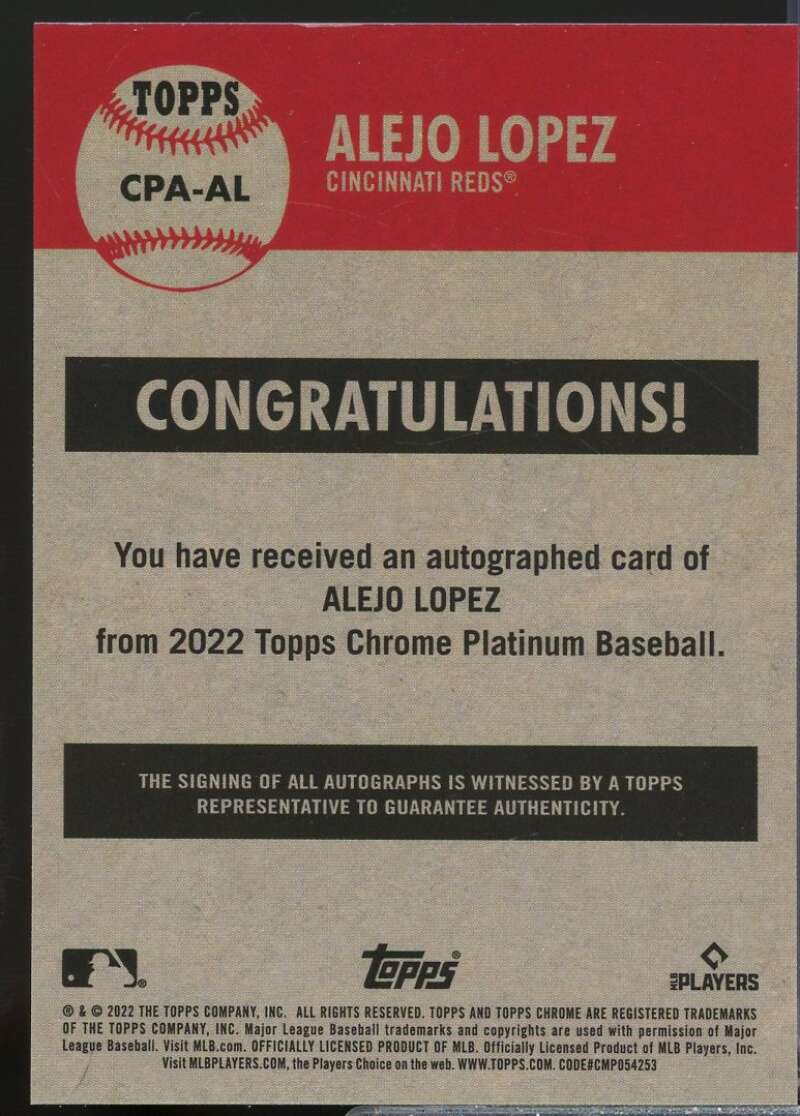 TOPPS
CPA-AL
ALEJO LOPEZ
CINCINNATI REDS®
CONGRATULATIONS!
You have received an autographed card of
ALEJO LOPEZ
from 2022 Topps Chrome Platinum Baseball.
THE SIGNING OF ALL AUTOGRAPHS IS WITNESSED BY A TOPPS
REPRESENTATIVE TO GUARANTEE AUTHENTICITY.
®
topps®
MLB PLAYERS
® & © 2022 THE TOPPS COMPANY, INC. ALL RIGHTS RESERVED. TOPPS AND TOPPS CHROME ARE REGISTERED TRADEMARKS
OF THE TOPPS COMPANY, INC. Major League Baseball trademarks and copyrights are used with permission of Major
League Baseball. Visit MLB.com. OFFICIALLY LICENSED PRODUCT OF MLB. Officially Licensed Product of MLB Players, Inc.
Visit MLBPLAYERS.COM, the Players Choice on the web. WWW.TOPPS.COM. CODE#CMP054253